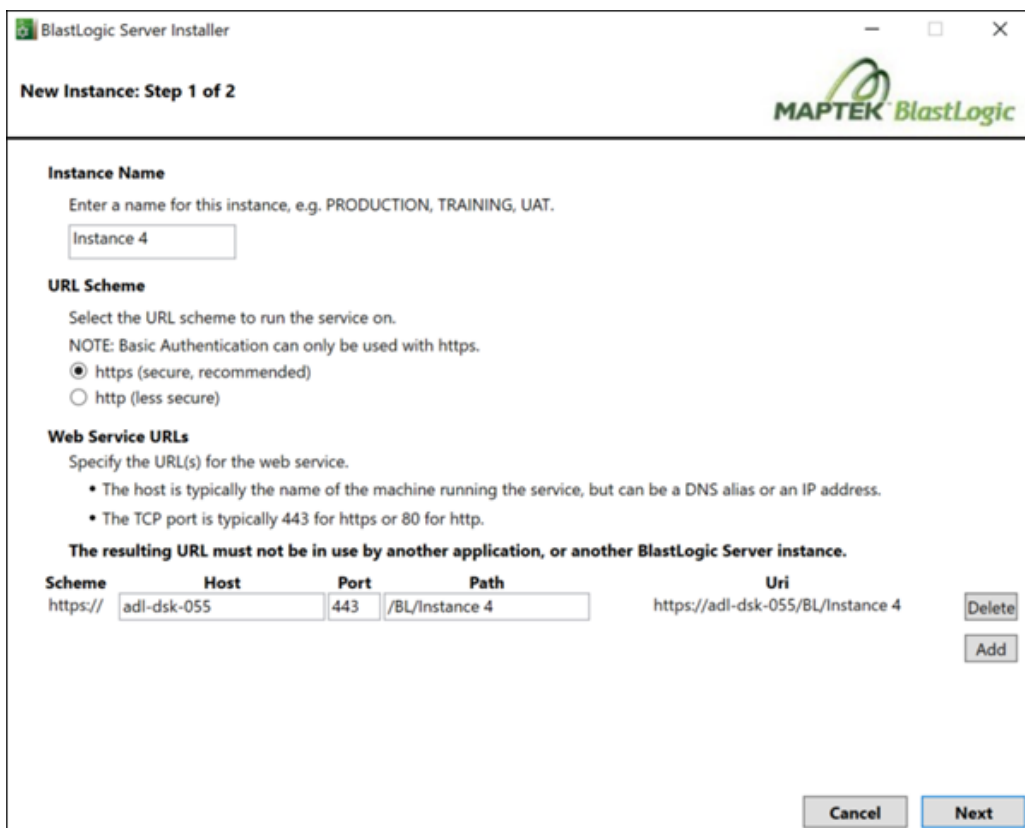 BlastLogic Server Installer
New Instance: Step 1 of 2
MAPTEK BlastLogic
Instance Name
Enter a name for this instance, e.g. PRODUCTION, TRAINING, UAT.
Instance 4
URL Scheme
Select the URL scheme to run the service on.
NOTE: Basic Authentication can only be used with https.
https (secure, recommended)
http (less secure)
Web Service URLs
Specify the URL(s) for the web service.
• The host is typically the name of the machine running the service, but can be a DNS alias or an IP address.
• The TCP port is typically 443 for https or 80 for http.
The resulting URL must not be in use by another application, or another BlastLogic Server instance.
Scheme Host Port Path Uri
https:// adl-dsk-055 443 /BL/Instance 4 https://adl-dsk-055/BL/Instance 4 Delete
Add
Cancel Next